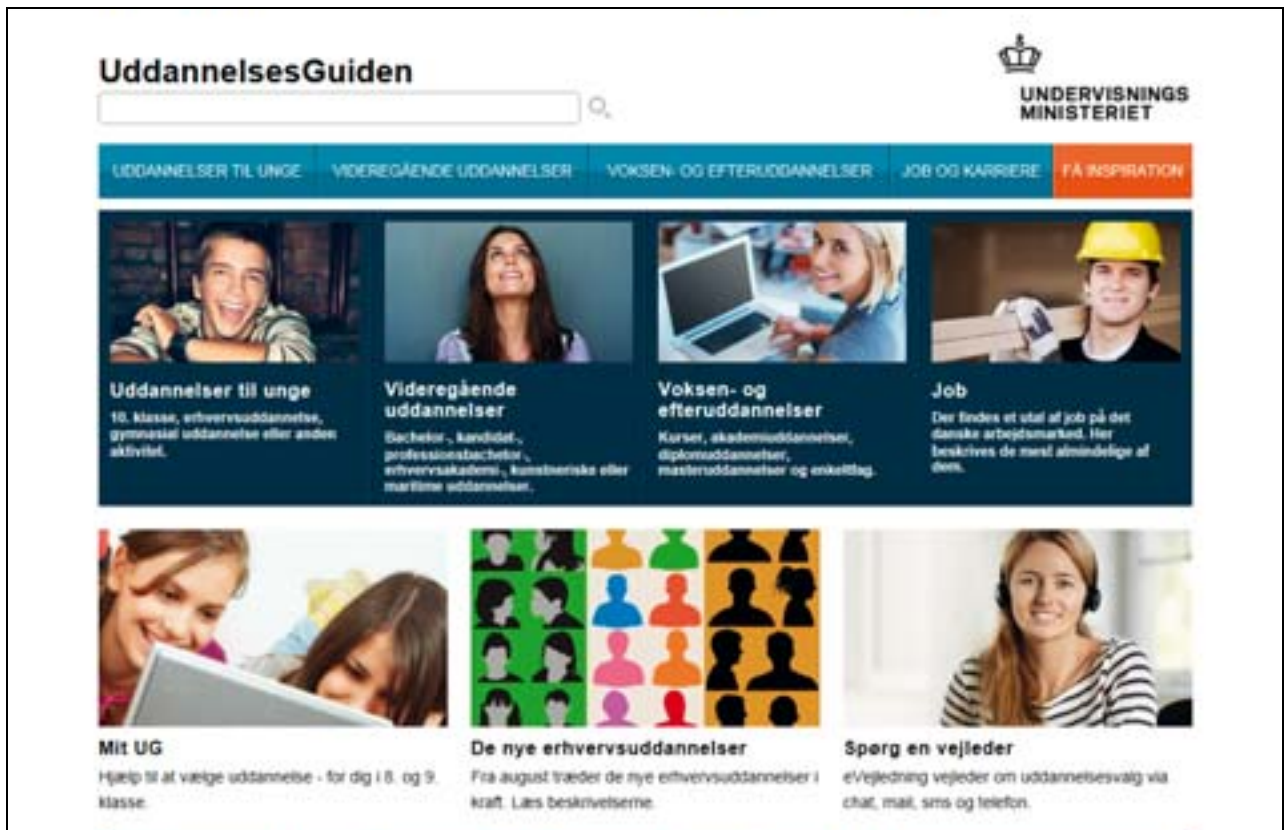 UddannelsesGuiden
UNDERVISNINGS
MINISTERIET
UDDANNELSER TIL UNGE
VIDEREGÅENDE UDDANNELSER
VOKSEN- OG EFTERUDDANNELSER
JOB OG KARRIERE
FÅ INSPIRATION
Uddannelser til unge
10. klasse, erhvervsuddannelse,
gymnasial uddannelse eller anden
aktivitet.
Videregående
uddannelser
Bachelor-, kandidat-,
professionsbachelor-,
erhvervsakademi-, kunstneriske eller
maritime uddannelser.
Voksen- og
efteruddannelser
Kurser, akademiuddannelser,
diplomuddannelser,
masteruddannelser og enkeltfag.
Job
Der findes et utal af job på det
danske arbejdsmarked. Her
beskrives de mest almindelige af
dem.
Mit UG
Hjælp til at vælge uddannelse - for dig i 8. og 9.
klasse.
De nye erhvervsuddannelser
Fra august træder de nye erhvervsuddannelser i
kraft. Læs beskrivelserne.
Spørg en vejleder
eVejledning vejleder om uddannelsesvalg via
chat, mail, sms og telefon.